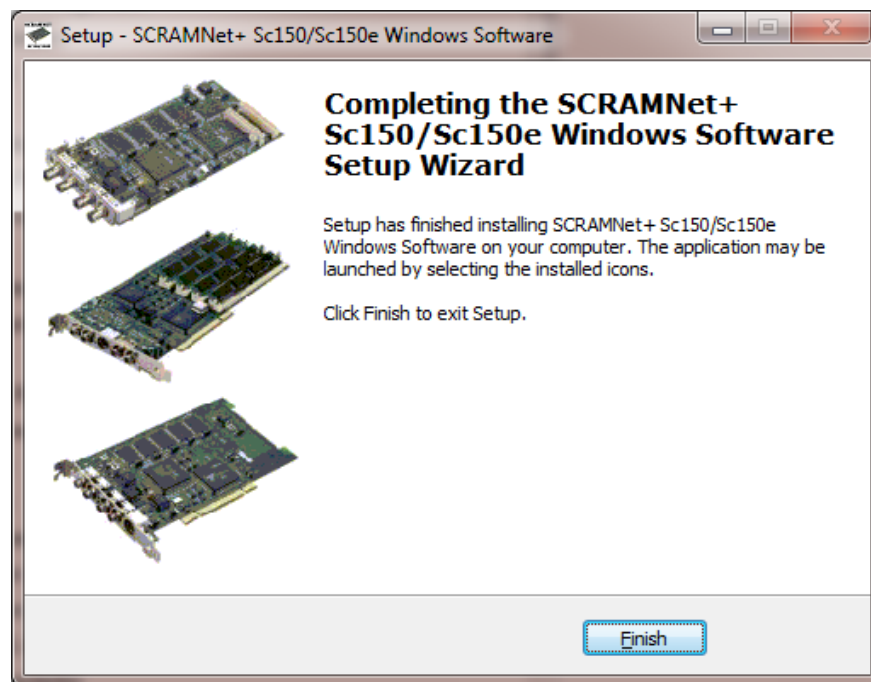 Setup - SCRAMNet+ Sc150/Sc150e Windows Software
Completing the SCRAMNet+
Sc150/Sc150e Windows Software
Setup Wizard
Setup has finished installing SCRAMNet+ Sc150/Sc150e
Windows Software on your computer. The application may be
launched by selecting the installed icons.
Click Finish to exit Setup.
Finish